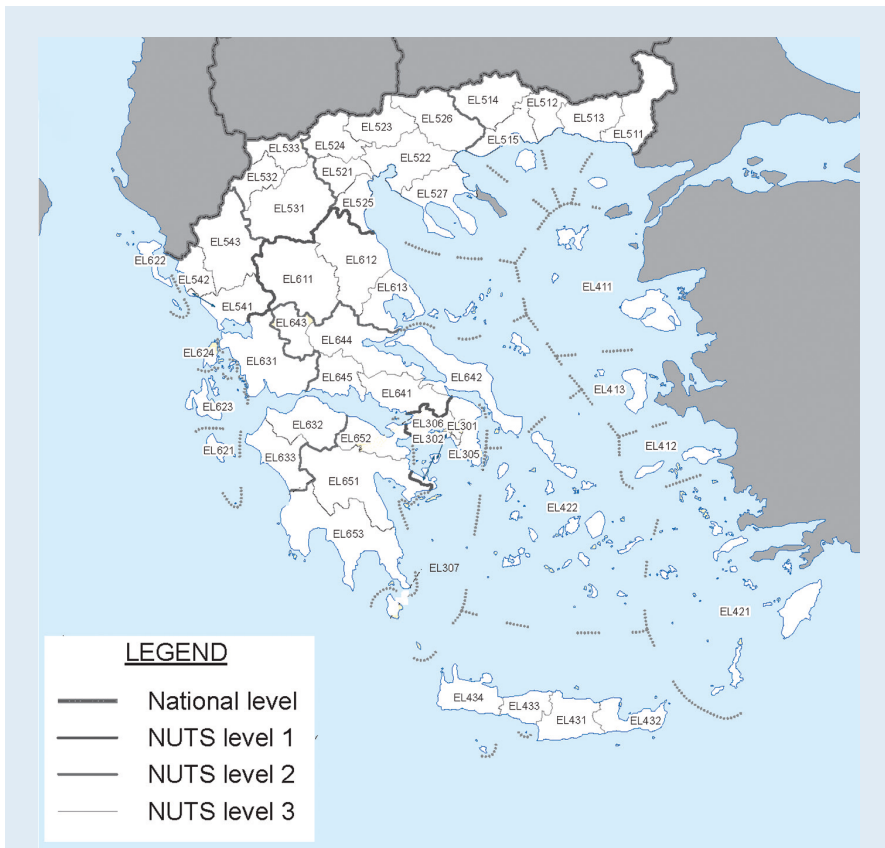 EL514
EL512
EL526
EL523
EL513
EL511
EL515
EL533
EL524
EL522
EL521
EL532
EL527
EL525
EL531
EL543
EL612
EL622
EL611
EL542
EL613
EL411
EL541
EL643
EL644
EL624
EL631
EL645
EL642
EL641
EL413
EL623
EL632
EL306
EL301
EL652
EL302
EL412
EL621
EL633
EL305
EL651
EL422
EL653
EL307
EL421
EL434
EL433
EL431
EL432
LEGEND
National level
NUTS level 1
NUTS level 2
NUTS level 3